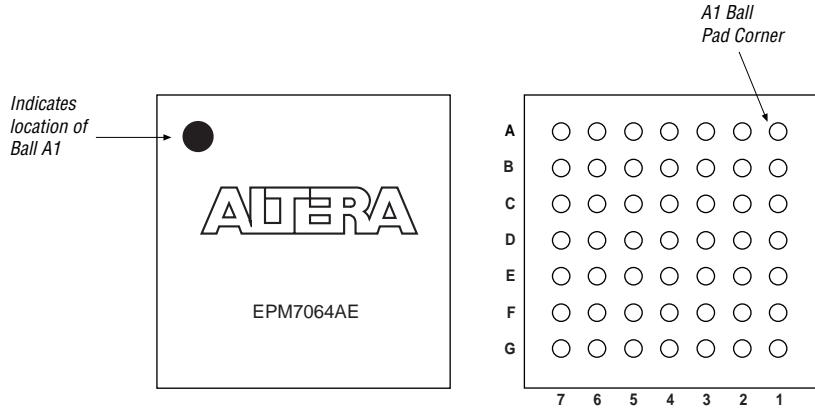 A1 Ball
Pad Corner
Indicates
location of
Ball A1
ALTERA
EPM7064AE
A
B
C
D
E
F
G
7 6 5 4 3 2 1